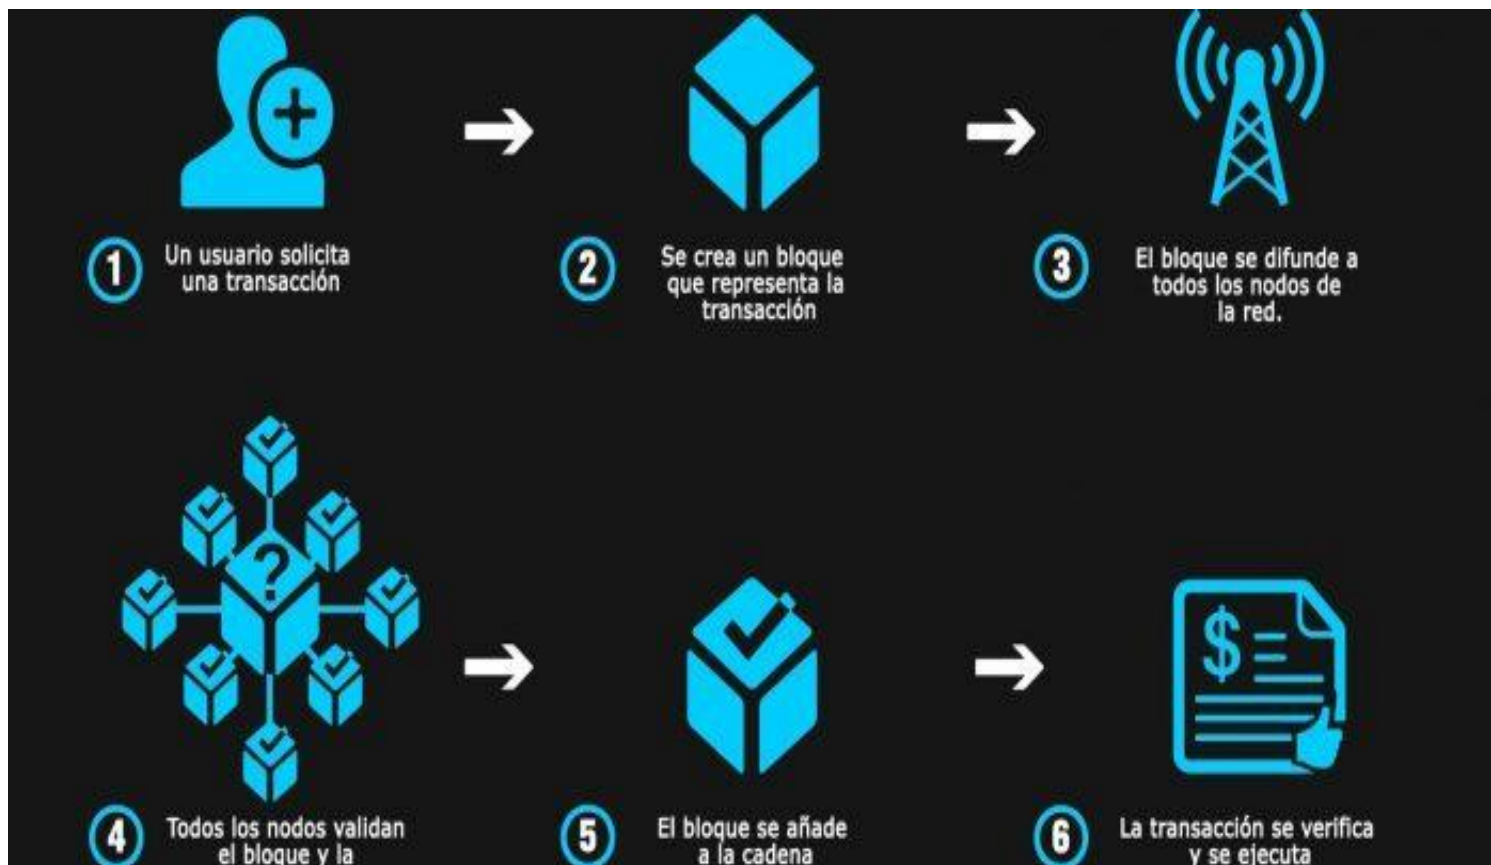 1
Un usuario solicita
una transacción
2
Se crea un bloque
que representa la
transacción
3
El bloque se difunde a
todos los nodos de
la red.
?
4
Todos los nodos validan
el bloque y la
5
El bloque se añade
a la cadena
$
6
La transacción se verifica
y se ejecuta